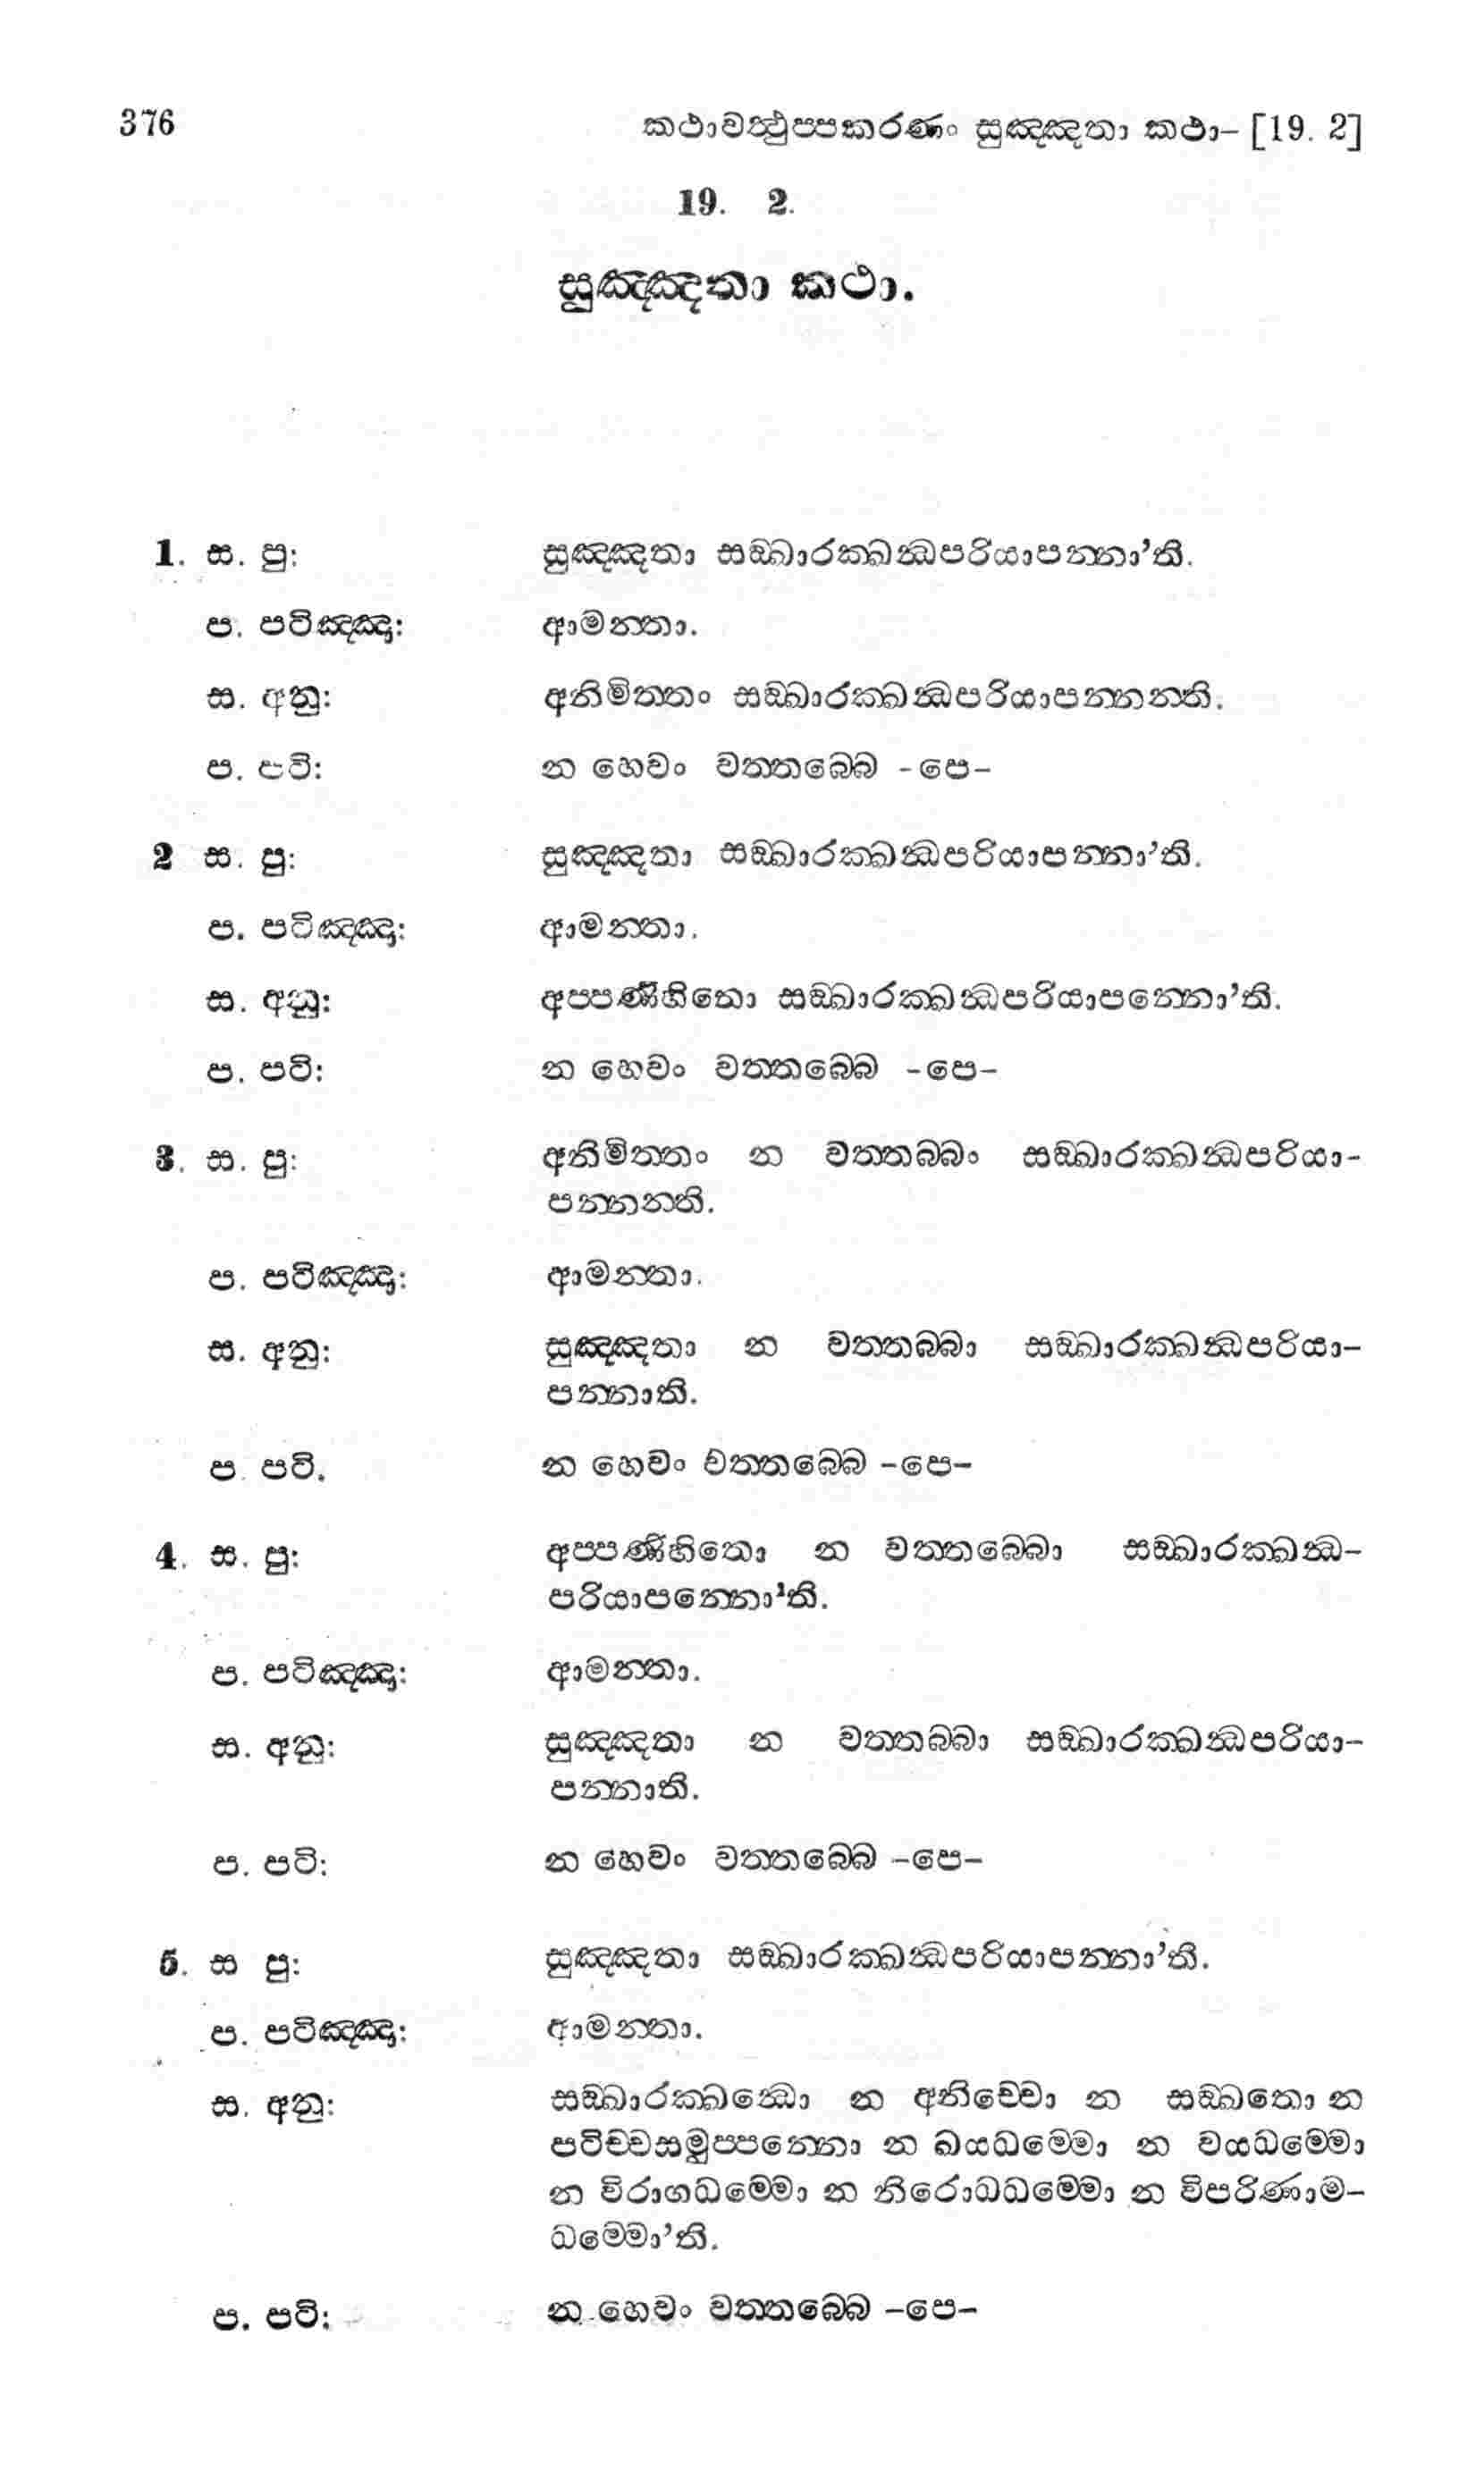 376 කථාවත්ථුප්පකරණං සුඤ්ඤතා කථා– [19. 2]
19. 2.
සුඤ්ඤතා කථා.
1. ස. පු: සුඤ්ඤතා සඞ්ඛාරක්ඛන්ධපරියාපන්නා’ති.
ප. පටිඤ්ඤා: ආමන්තා.
ස. අනු: අනිමිත්තං සඞ්ඛාරක්ඛන්ධපරියාපන්නන්ති.
ප. පටි: න හෙවං වත්තබ්බෙ -පෙ-
2 ස. පු: සුඤ්ඤතා සඞ්ඛාරක්ඛන්ධපරියාපන්නා’ති.
ප. පටිඤ්ඤා: ආමන්තා.
ස. අනු: අප්පණිහිතො සඞ්ඛාරක්ඛන්ධපරියාපන්නො’ති.
ප. පටි: න හෙවං වත්තබ්බෙ -පෙ-
3. ස. පු: අනිමිත්තං න වත්තබ්බං සඞ්ඛාරක්ඛන්ධපරියා-
පන්නන්ති.
ප. පටිඤ්ඤා: ආමන්තා.
ස. අනු: සුඤ්ඤතා න වත්තබ්බා සඞ්ඛාරක්ඛන්ධපරියා-
පන්නාති.
ප. පටි. න හෙවං වත්තබ්බෙ -පෙ-
4. ස. පු: අප්පණිහිතො න වත්තබ්බො සඞ්ඛාරක්ඛන්ධ-
පරියාපන්නො’ති.
ප. පටිඤ්ඤා: ආමන්තා.
ස. අනු: සුඤ්ඤතා න වත්තබ්බා සඞ්ඛාරක්ඛන්ධපරියා-
පන්නාති.
ප. පටි: න හෙවං වත්තබ්බෙ -පෙ-
5. ස පු: සුඤ්ඤතා සඞ්ඛාරක්ඛන්ධපරියාපන්නා’ති.
ප. පටිඤ්ඤා: ආමන්තා.
ස. අනු: සඞ්ඛාරක්ඛන්ධො න අනිච්චො න සඞ්ඛතො න
පටිච්චසමුප්පන්නො න ඛයධම්මො න වයධම්මො
න විරාගධම්මො න නිරොධධම්මො න විපරිණාම-
ධම්මො’ති.
ප. පටි: න හෙවං වත්තබ්බෙ -පෙ-